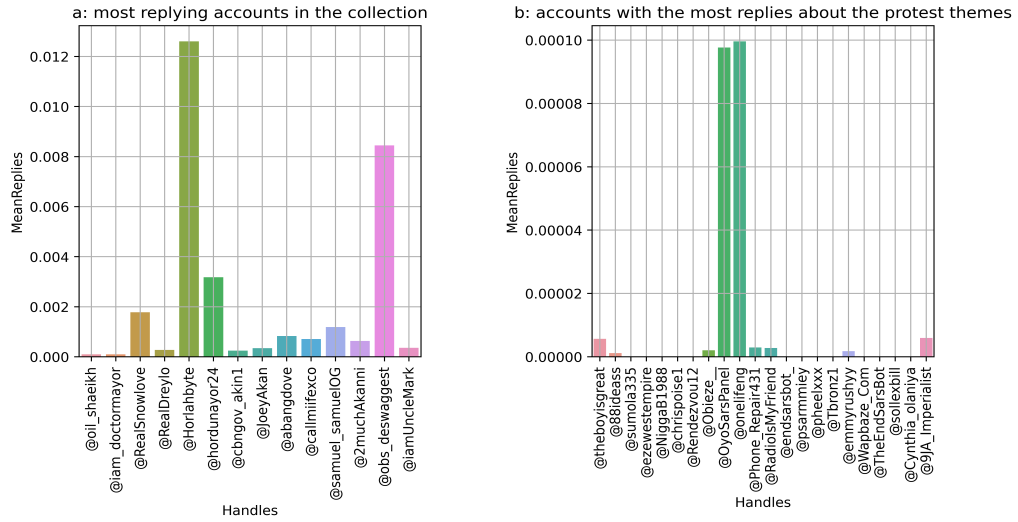 a: most replying accounts in the collection
MeanReplies
0.012
0.010
0.008
0.006
0.004
0.002
0.000
@oil_shaeikh
@iam_doctormayor
@RealSnowlove
@RealDreylo
@Horlanbyte
@hordunayor24
@cbngov_akin1
@JoeyAkan
@abangdove
@callmiifexco
@samuel_samuelOG
@2muchAkanni
@obs_deswaggest
@iamUncleMark
Handles
b: accounts with the most replies about the protest themes
MeanReplies
0.00010
0.00008
0.00006
0.00004
0.00002
0.00000
@theboyisgreat
@88ideass
@sumola335
@ezewestempire
@NiggaB1988
@chrispoise1
@Rendezvou12
@Obieze__
@OyoSarsPanel
@onelifeng
@Phone_Repair431
@RadioIsMyFriend
@endsarsbot_
@psarmmiey
@pheelxxx
@Tbronz1
@emmyrushyy
@Wapbaze_Com
@TheEndSarsBot
@sollexbill
@Cynthia_olaniya
@9JA_Imperialist
Handles